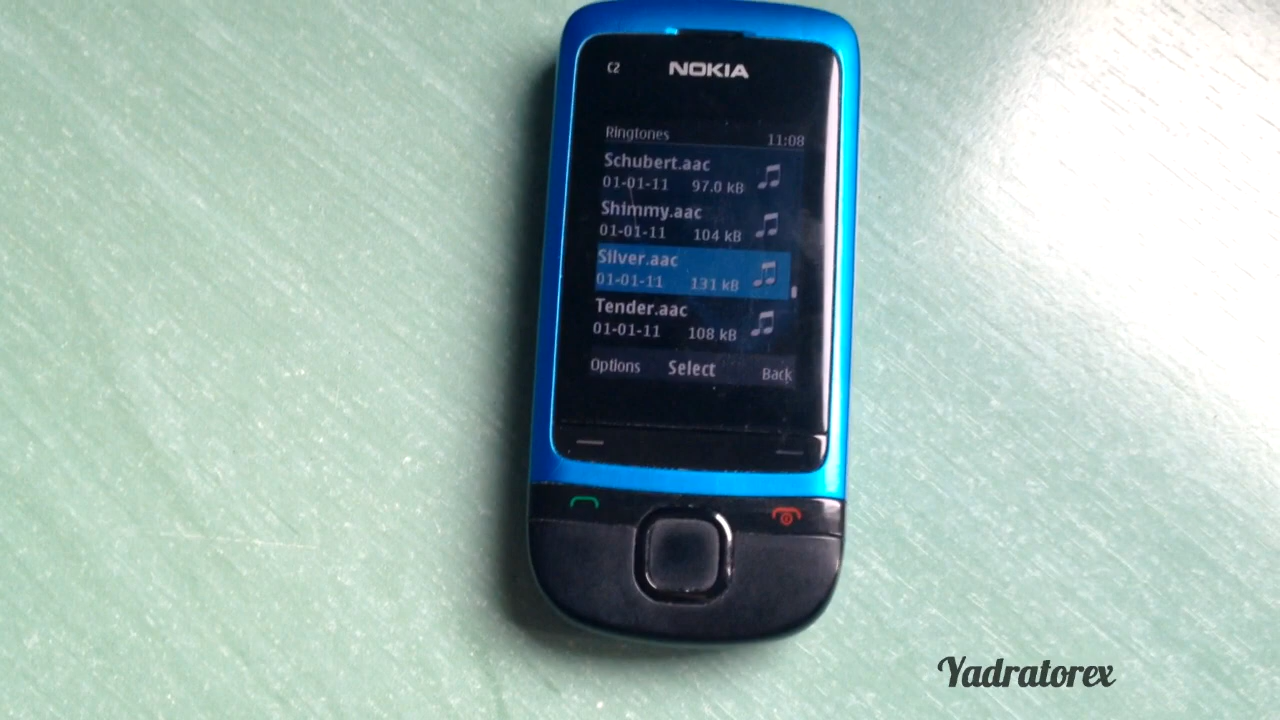 C2 NOKIA
Ringtones 11:08
Schubert.aac
01-01-11 97.0 kB
Shimmy.aac
01-01-11 104 kB
Silver.aac
01-01-11 131 kB
Tender.aac
01-01-11 108 kB
Options Select Back
Yadratorex